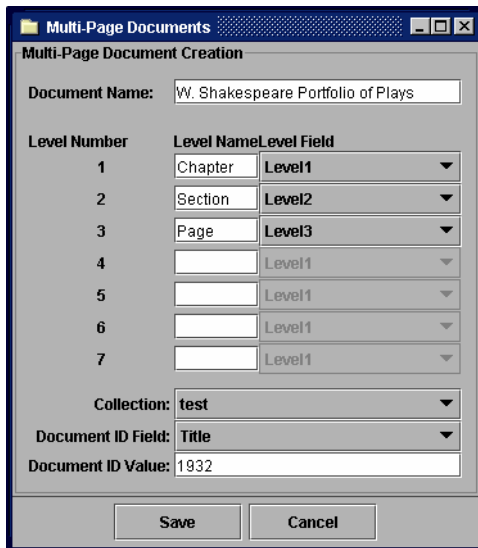 Multi-Page Documents
Multi-Page Document Creation
Document Name: W. Shakespeare Portfolio of Plays
Level Number Level NameLevel Field
1 Chapter Level1
2 Section Level2
3 Page Level3
4 Level1
5 Level1
6 Level1
7 Level1
Collection: test
Document ID Field: Title
Document ID Value: 1932
Save Cancel